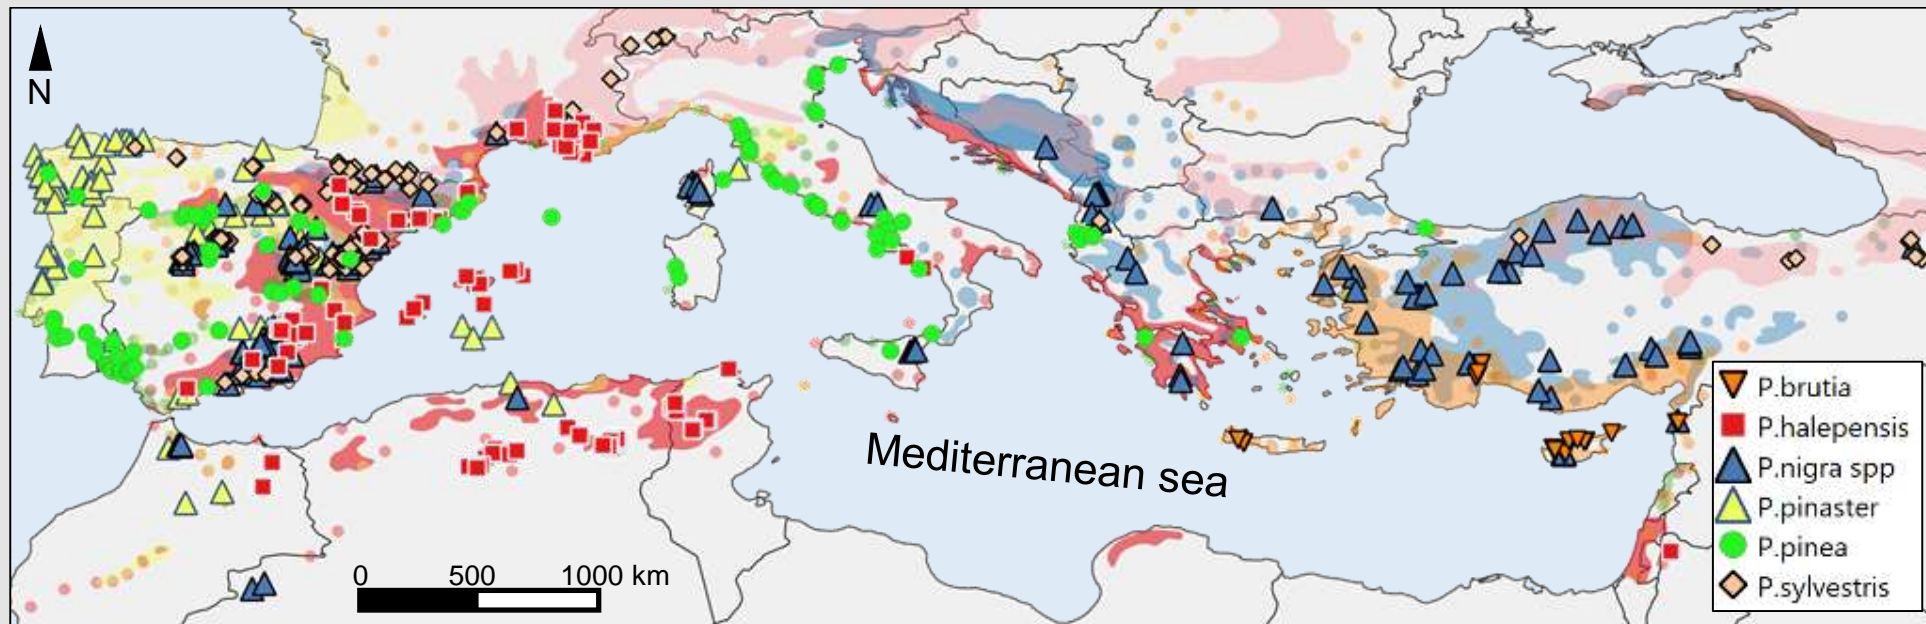 N
Mediterranean sea
P.brutia
P.halepensis
P.nigra spp
P.pinaster
P.pinea
P.sylvestris
0 500 1000 km